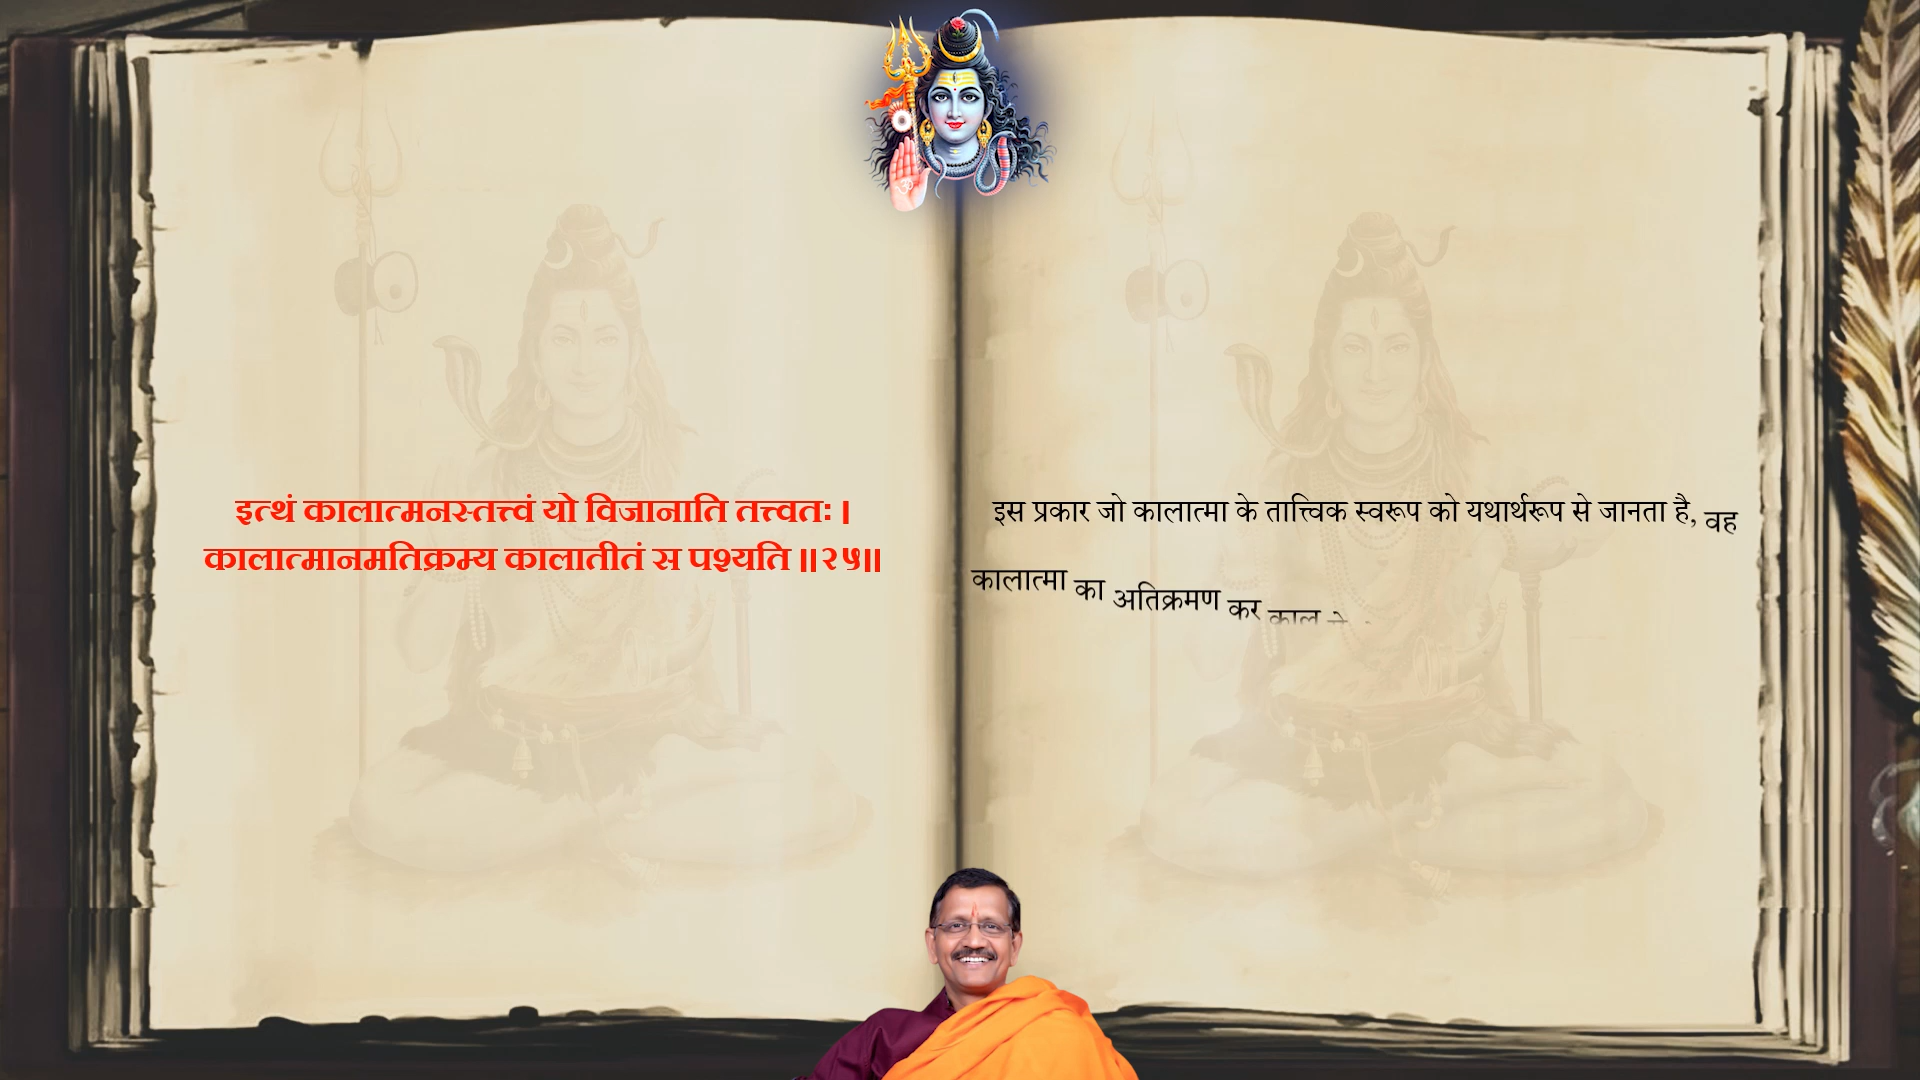 इत्थं कालात्मनस्तत्त्वं यो विजानाति तत्त्वतः ।
कालात्मानमतिक्रम्य कालातीतं स पश्यति ॥२५॥
इस प्रकार जो कालात्मा के तात्त्विक स्वरूप को यथार्थरूप से जानता है, वह
कालात्मा का अतिक्रमण कर काल